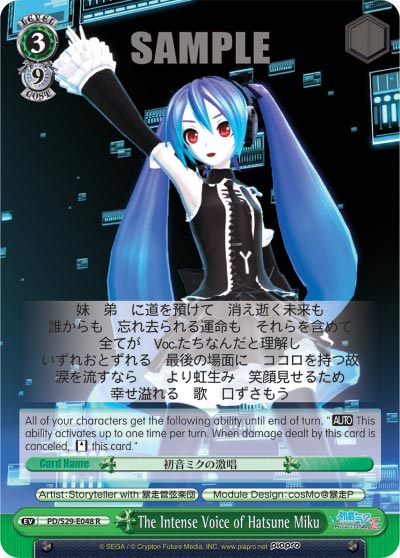 LEVEL
3
9
COST
SAMPLE
妹　弟　に道を預けて　消え逝く未来も
誰からも　忘れ去られる運命も　それらを含めて
全てが　Voc.たちなんだと理解し
いずれおとずれる　最後の場面に　ココロを持つ故
涙を流すなら　より虹生み　笑顔見せるため
幸せ溢れる　歌　口ずさもう
All of your characters get the following ability until end of turn. "【AUTO】 This
ability activates up to one time per turn. When damage dealt by this card is
canceled, this card."
Card Name 初音ミクの激唱
Artist：Storyteller with 暴走管弦楽団 Module Design：cosMo@暴走P
EV PD/S29-E048 R The Intense Voice of Hatsune Miku
初音ミク
© SEGA / © Crypton Future Media, INC. www.piapro.net piapro